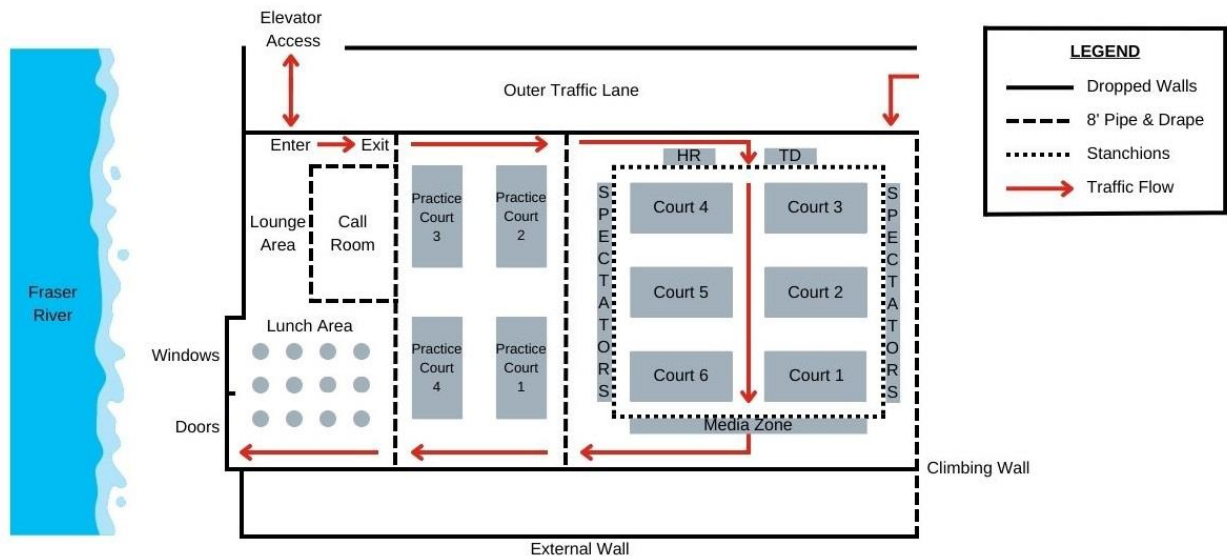 Elevator
Access
Outer Traffic Lane
LEGEND
Dropped Walls
8' Pipe & Drape
Stanchions
Traffic Flow
Enter
Exit
HR
TD
Lounge
Area
Call
Room
Practice
Court
3
Practice
Court
2
SPECTATORS
Court 4
Court 3
SPECTATORS
Fraser
River
Court 5
Court 2
Lunch Area
Windows
Practice
Court
4
Practice
Court
1
Court 6
Court 1
Doors
Media Zone
Climbing Wall
External Wall